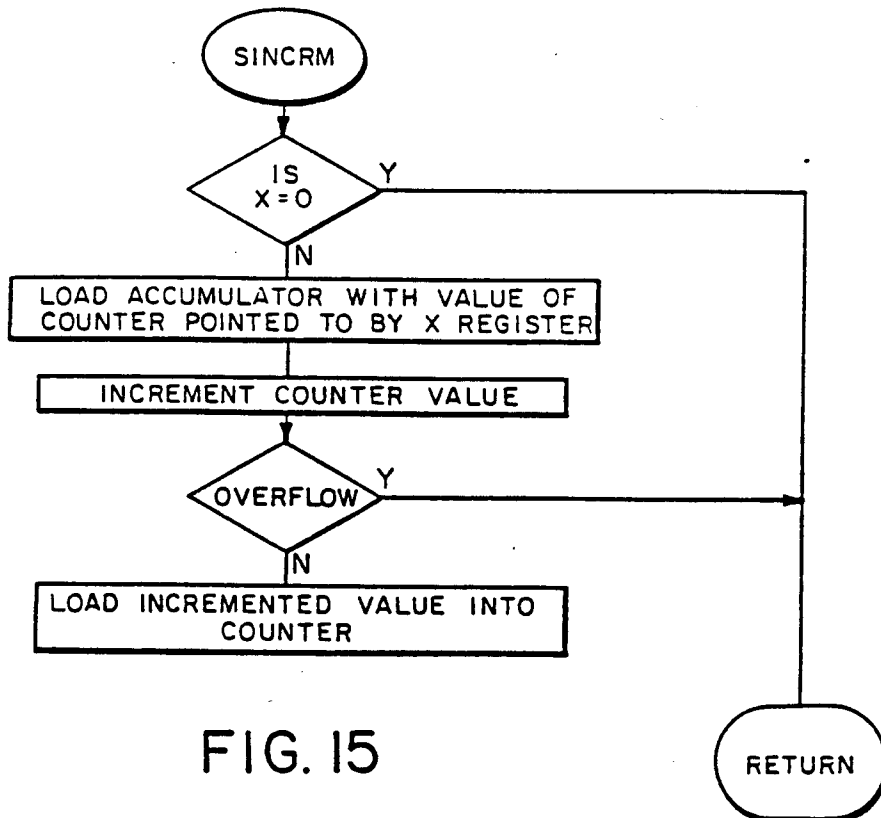 SINCRM
IS
X = 0
Y
N
LOAD ACCUMULATOR WITH VALUE OF
COUNTER POINTED TO BY X REGISTER
INCREMENT COUNTER VALUE
OVERFLOW
Y
N
LOAD INCREMENTED VALUE INTO
COUNTER
FIG. 15
RETURN